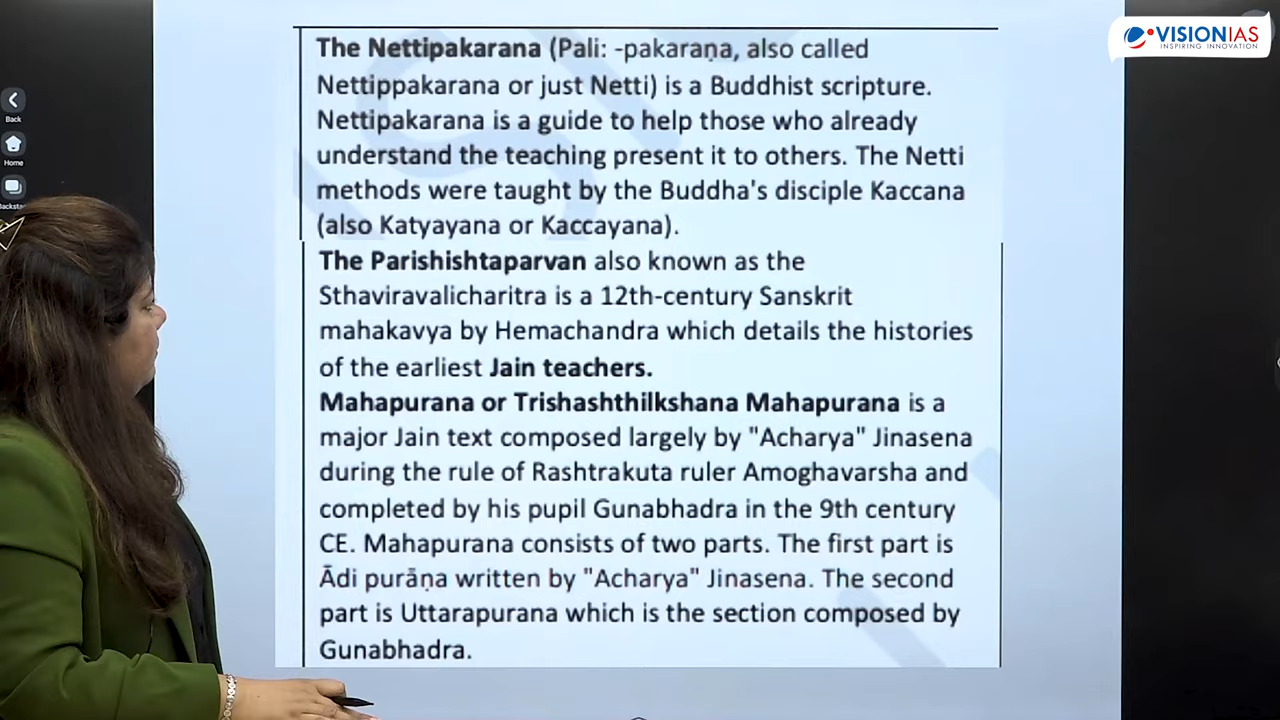 VISIONIAS
INSPIRING INNOVATION
Back
Home
The Nettipakarana (Pali: -pakaraṇa, also called
Nettippakarana or just Netti) is a Buddhist scripture.
Nettipakarana is a guide to help those who already
understand the teaching present it to others. The Netti
methods were taught by the Buddha's disciple Kaccana
(also Katyayana or Kaccayana).
The Parishishtaparvan also known as the
Sthaviravalicharitra is a 12th-century Sanskrit
mahakavya by Hemachandra which details the histories
of the earliest Jain teachers.
Mahapurana or Trishashthilkshana Mahapurana is a
major Jain text composed largely by "Acharya" Jinasena
during the rule of Rashtrakuta ruler Amoghavarsha and
completed by his pupil Gunabhadra in the 9th century
CE. Mahapurana consists of two parts. The first part is
Ādi purāṇa written by "Acharya" Jinasena. The second
part is Uttarapurana which is the section composed by
Gunabhadra.